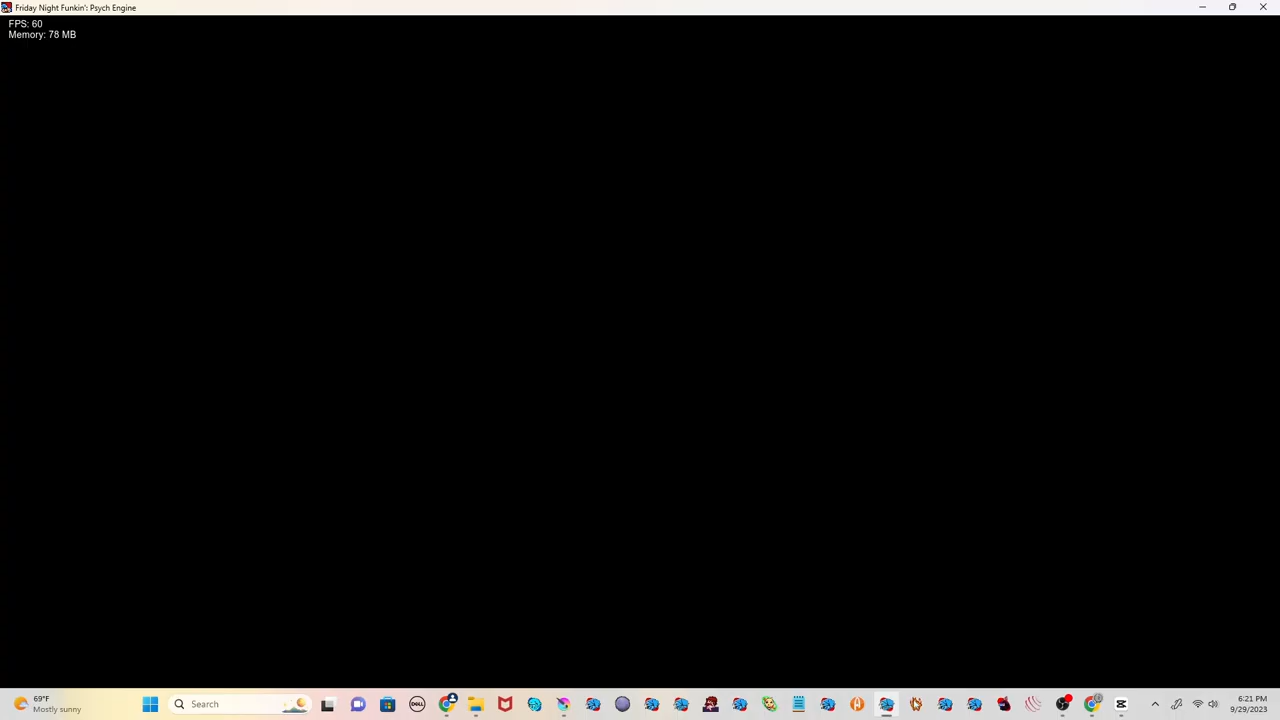 Friday Night Funkin': Psych Engine
FPS: 60
Memory: 78 MB
69°F
Mostly sunny
Search
DELL
6:21 PM
9/29/2023